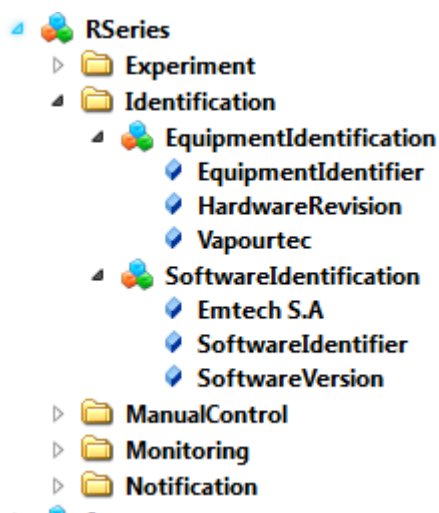 RSeries
Experiment
Identification
EquipmentIdentification
EquipmentIdentifier
HardwareRevision
Vapourtec
SoftwareIdentification
Emtech S.A
SoftwareIdentifier
SoftwareVersion
ManualControl
Monitoring
Notification